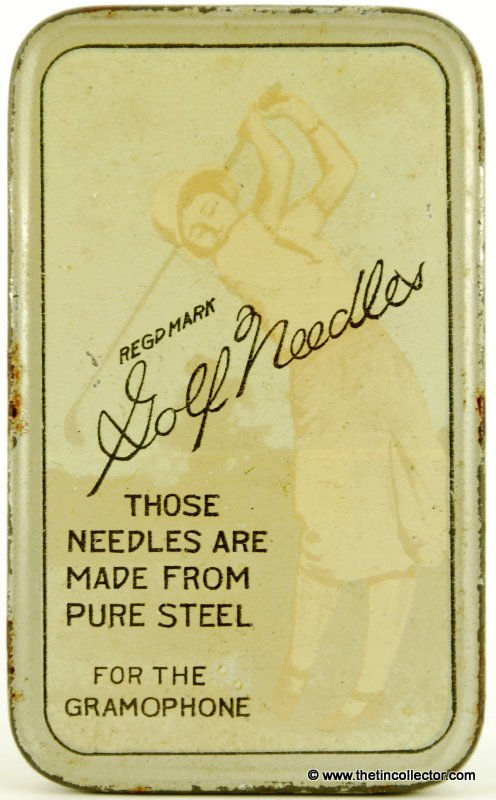 REGD MARK
Golf Needles
THOSE
NEEDLES ARE
MADE FROM
PURE STEEL
FOR THE
GRAMOPHONE
© www.thetincollector.com